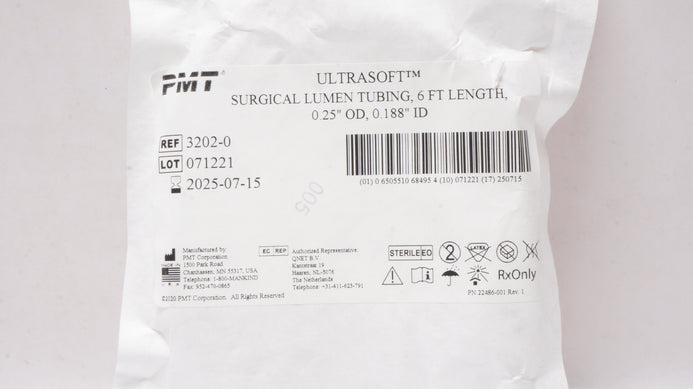 PMT®
ULTRASOFT™
SURGICAL LUMEN TUBING, 6 FT LENGTH,
0.25" OD, 0.188" ID
REF 3202-0
LOT 071221
2025-07-15
005
(01) 0 6505510 68495 4 (10) 071221 (17) 250715
Manufactured by:
PMT Corporation
1500 Park Road.
Chanhassen, MN 55317, USA
Telephone: 1-800-MANKIND
Fax: 952-470-0865
MADE IN
U S A
EC REP
Authorized Representative:
QNET B.V.
Kantstraat 19
Haaren, NL-5076
The Netherlands
Telephone: +31-411-623-791
STERILE EO
2
LATEX
RxOnly
©2020 PMT Corporation. All Rights Reserved
PN 22486-001 Rev. 1